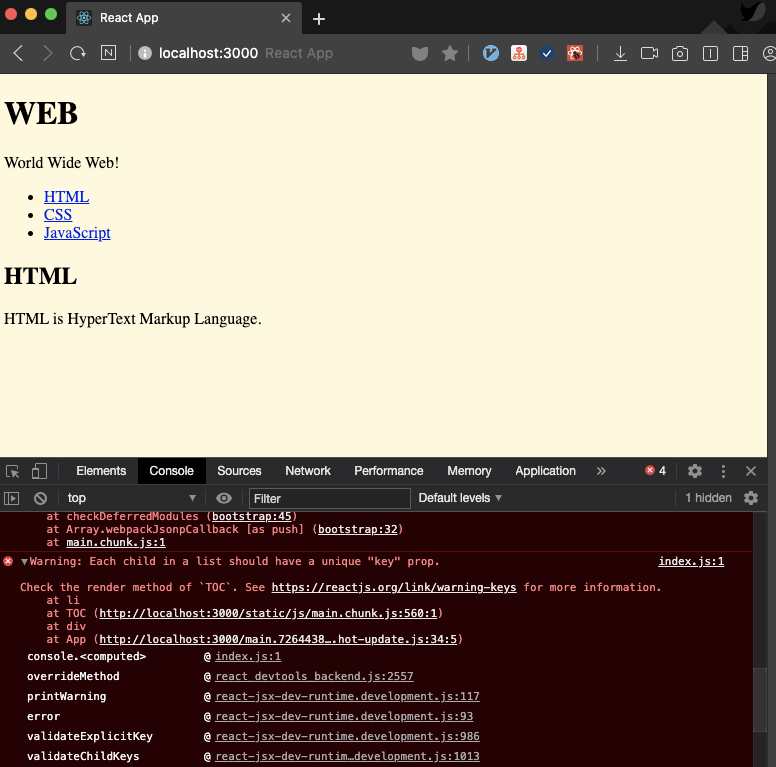 React App
localhost:3000 React App
WEB
World Wide Web!
HTML
CSS
JavaScript
HTML
HTML is HyperText Markup Language.
Elements Console Sources Network Performance Memory Application » 4
top Filter Default levels 1 hidden
at checkDeferredModules (bootstrap:45)
at Array.webpackJsonpCallback [as push] (bootstrap:32)
at main.chunk.js:1
Warning: Each child in a list should have a unique "key" prop. index.js:1
Check the render method of `TOC`. See https://reactjs.org/link/warning-keys for more information.
at li
at TOC (http://localhost:3000/static/js/main.chunk.js:560:1)
at div
at App (http://localhost:3000/main.7264438….hot-update.js:34:5)
console.<computed> @ index.js:1
overrideMethod @ react_devtools_backend.js:2557
printWarning @ react-jsx-dev-runtime.development.js:117
error @ react-jsx-dev-runtime.development.js:93
validateExplicitKey @ react-jsx-dev-runtime.development.js:986
validateChildKeys @ react-jsx-dev-runtim…development.js:1013